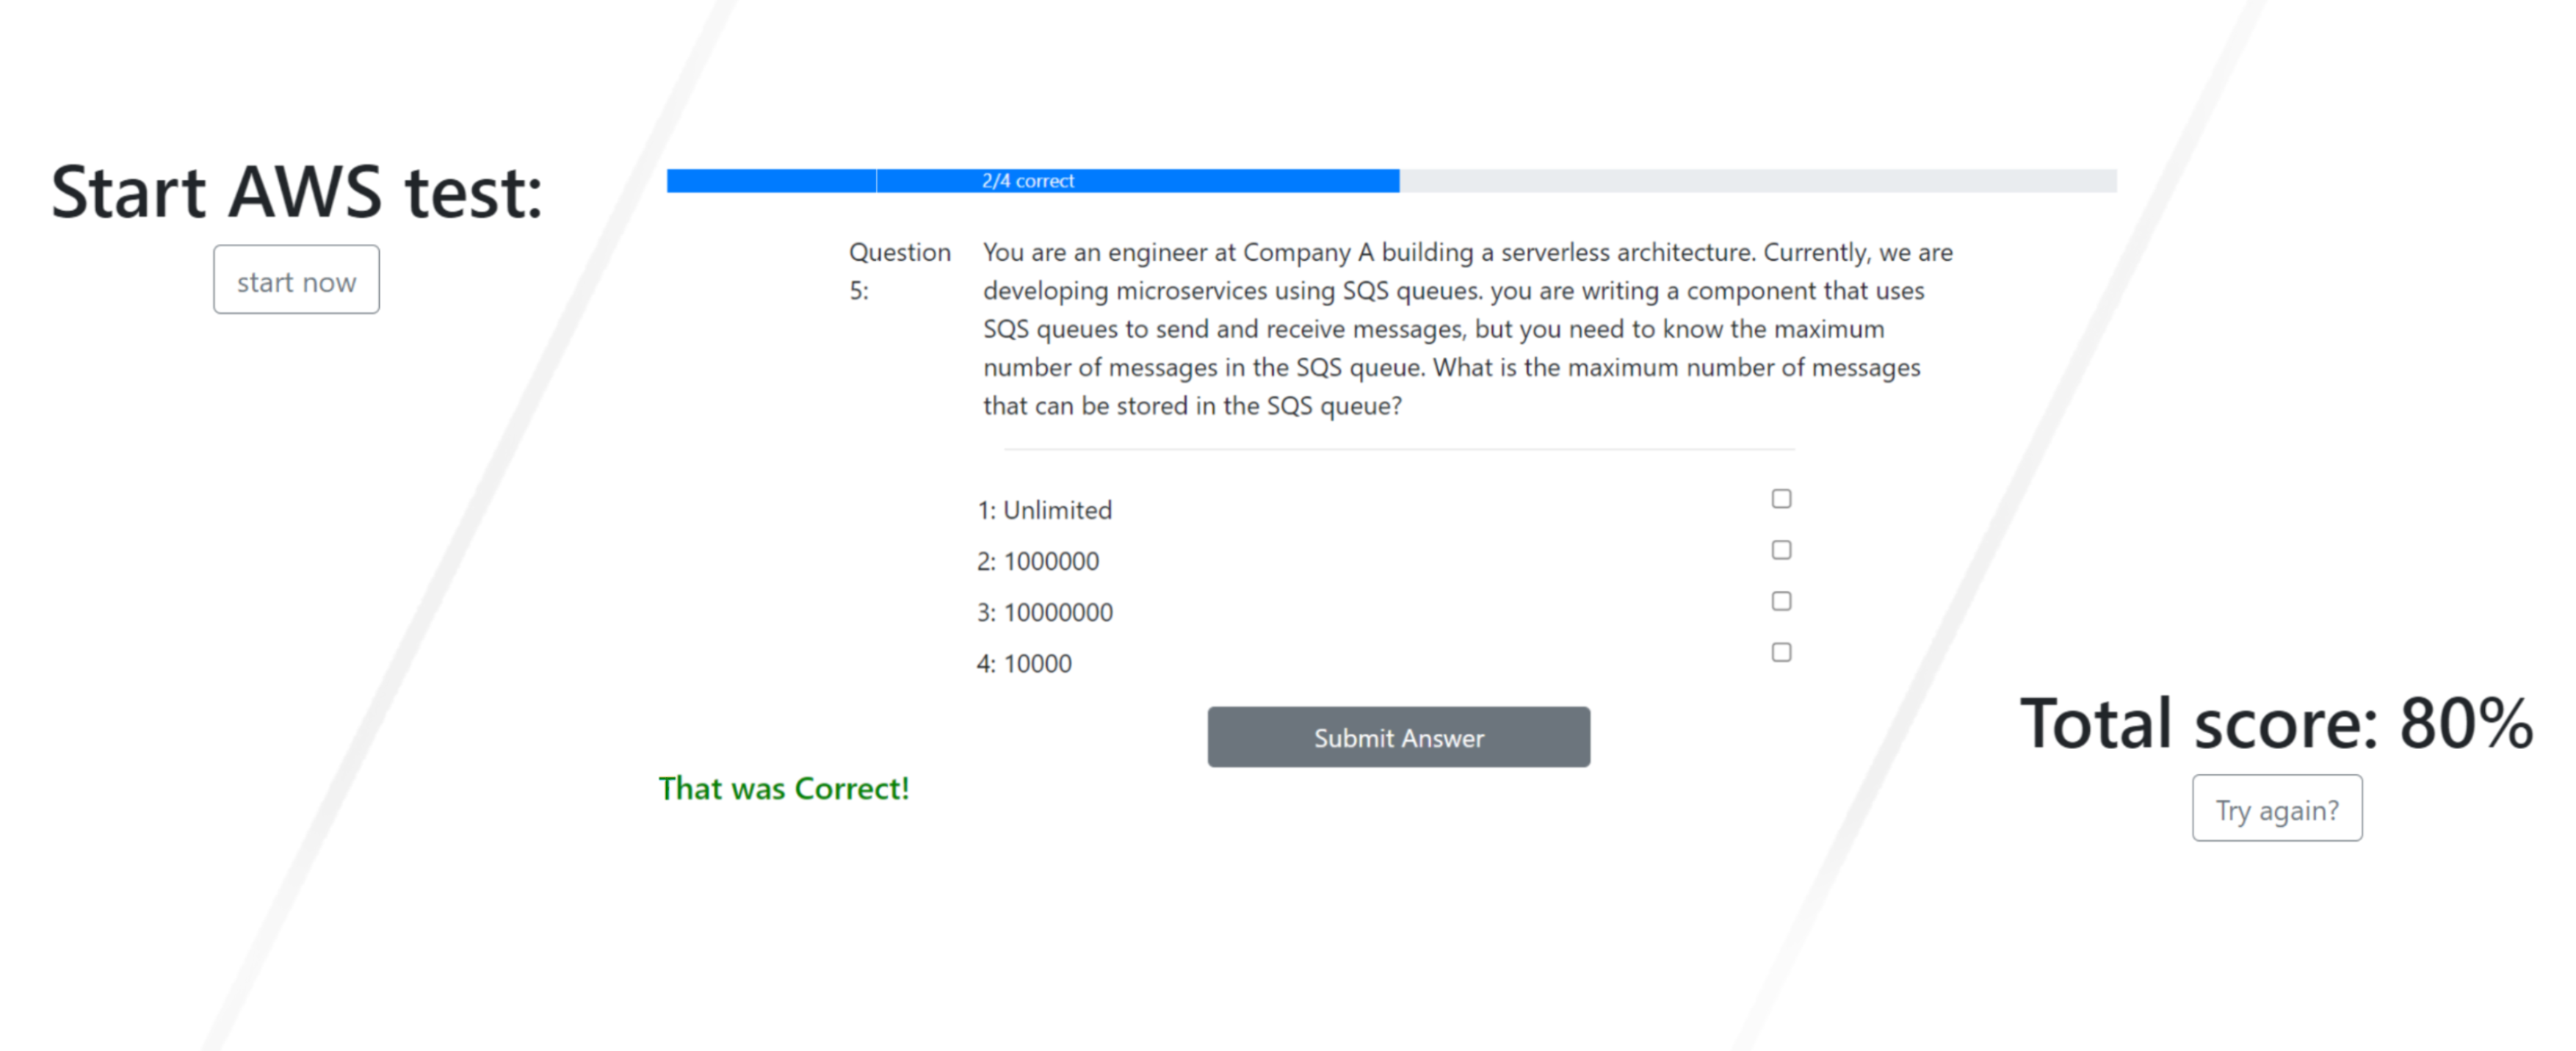 Start AWS test:
start now
2/4 correct
Question
5:
You are an engineer at Company A building a serverless architecture. Currently, we are
developing microservices using SQS queues. you are writing a component that uses
SQS queues to send and receive messages, but you need to know the maximum
number of messages in the SQS queue. What is the maximum number of messages
that can be stored in the SQS queue?
1: Unlimited
2: 1000000
3: 10000000
4: 10000
Submit Answer
That was Correct!
Total score: 80%
Try again?